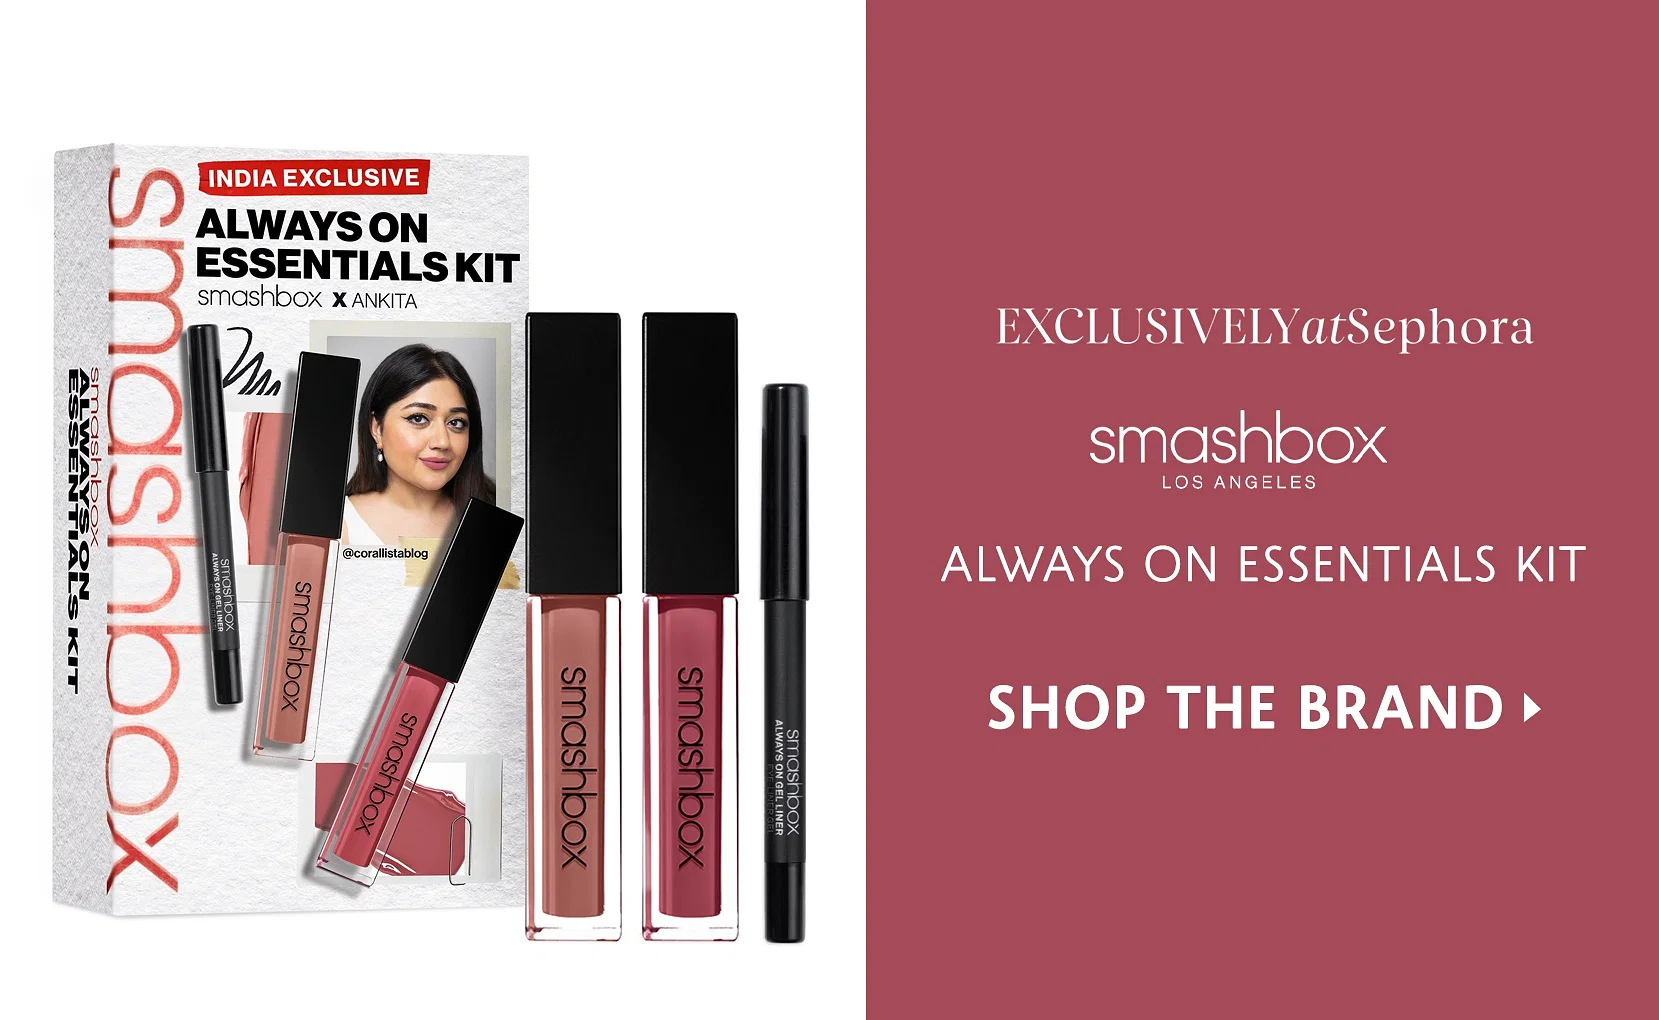 INDIA EXCLUSIVE
ALWAYS ON
ESSENTIALS KIT
smashbox X ANKITA
smashbox
smashbox
ALWAYS ON
ESSENTIALS KIT
@corallistablog
smashbox
ALWAYS ON GEL LINER
smashbox
smashbox
smashbox
smashbox
smashbox
ALWAYS ON GEL LINER
EXCLUSIVELYatSephora
smashbox
LOS ANGELES
ALWAYS ON ESSENTIALS KIT
SHOP THE BRAND